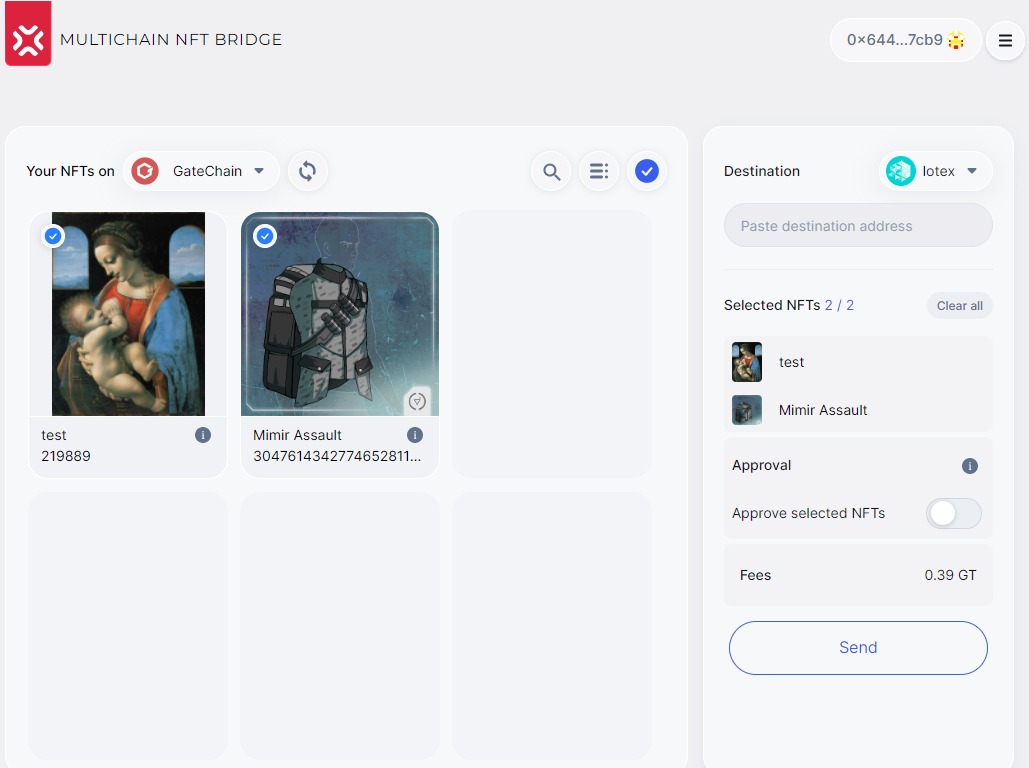 MULTICHAIN NFT BRIDGE
0×644...7cb9
Your NFTs on
GateChain
test
219889
Mimir Assault
3047614342774652811...
Destination
Iotex
Paste destination address
Selected NFTs 2 / 2
Clear all
test
Mimir Assault
Approval
Approve selected NFTs
Fees
0.39 GT
Send